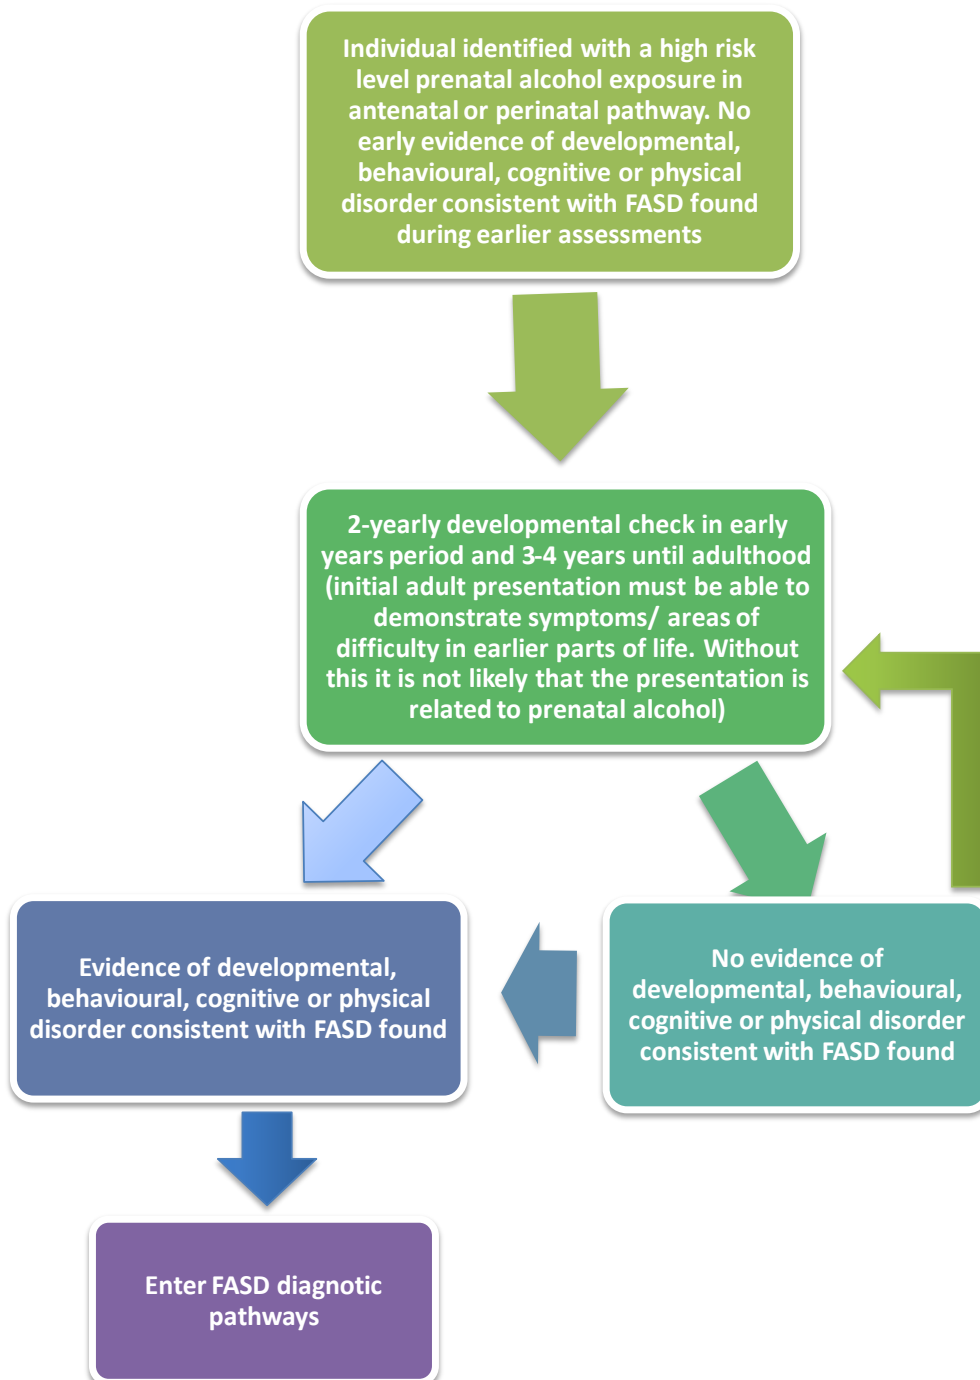 Individual identified with a high risk
level prenatal alcohol exposure in
antenatal or perinatal pathway. No
early evidence of developmental,
behavioural, cognitive or physical
disorder consistent with FASD found
during earlier assessments
2-yearly developmental check in early
years period and 3-4 years until adulthood
(initial adult presentation must be able to
demonstrate symptoms/ areas of
difficulty in earlier parts of life. Without
this it is not likely that the presentation is
related to prenatal alcohol)
Evidence of developmental,
behavioural, cognitive or physical
disorder consistent with FASD found
No evidence of
developmental, behavioural,
cognitive or physical disorder
consistent with FASD found
Enter FASD diagnostic
pathways